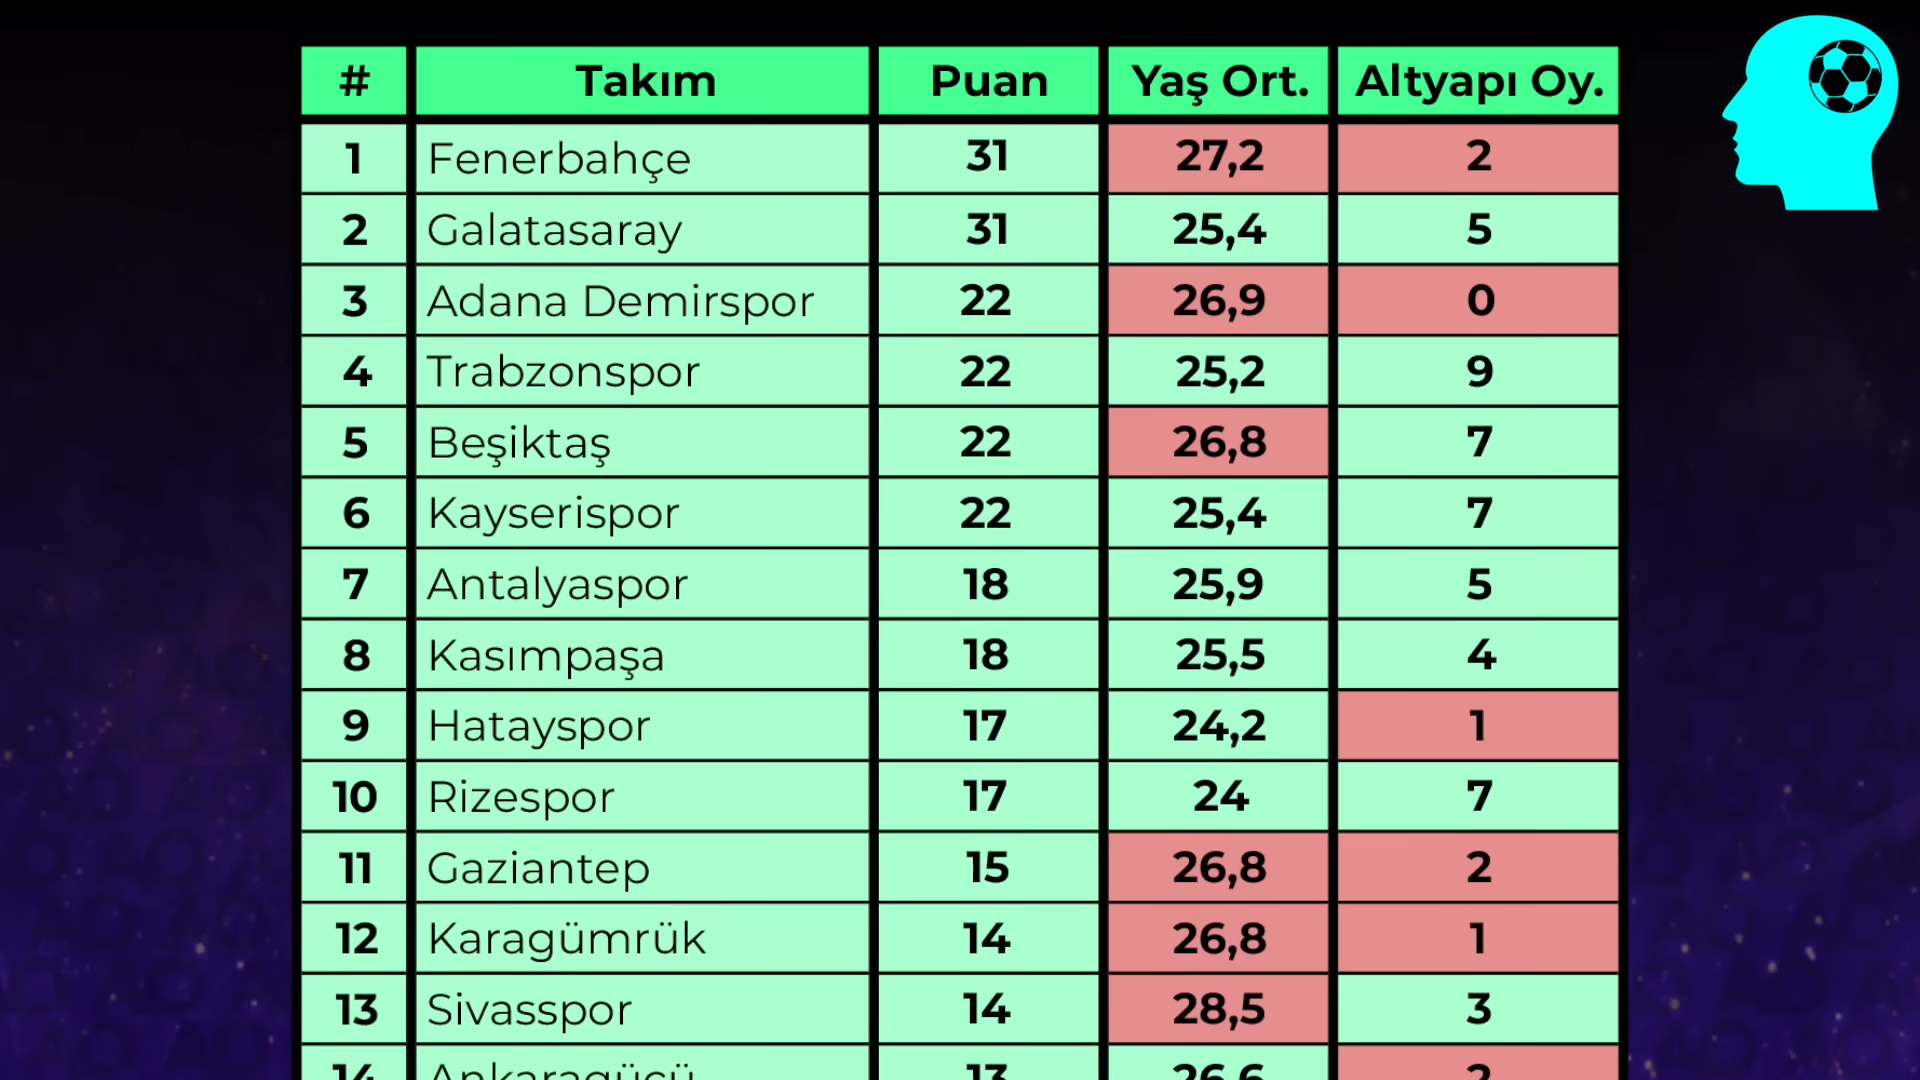 # Takım Puan Yaş Ort. Altyapı Oy.
1 Fenerbahçe 31 27,2 2
2 Galatasaray 31 25,4 5
3 Adana Demirspor 22 26,9 0
4 Trabzonspor 22 25,2 9
5 Beşiktaş 22 26,8 7
6 Kayserispor 22 25,4 7
7 Antalyaspor 18 25,9 5
8 Kasımpaşa 18 25,5 4
9 Hatayspor 17 24,2 1
10 Rizespor 17 24 7
11 Gaziantep 15 26,8 2
12 Karagümrük 14 26,8 1
13 Sivasspor 14 28,5 3
14 Ankaragücü 13 26,6 2